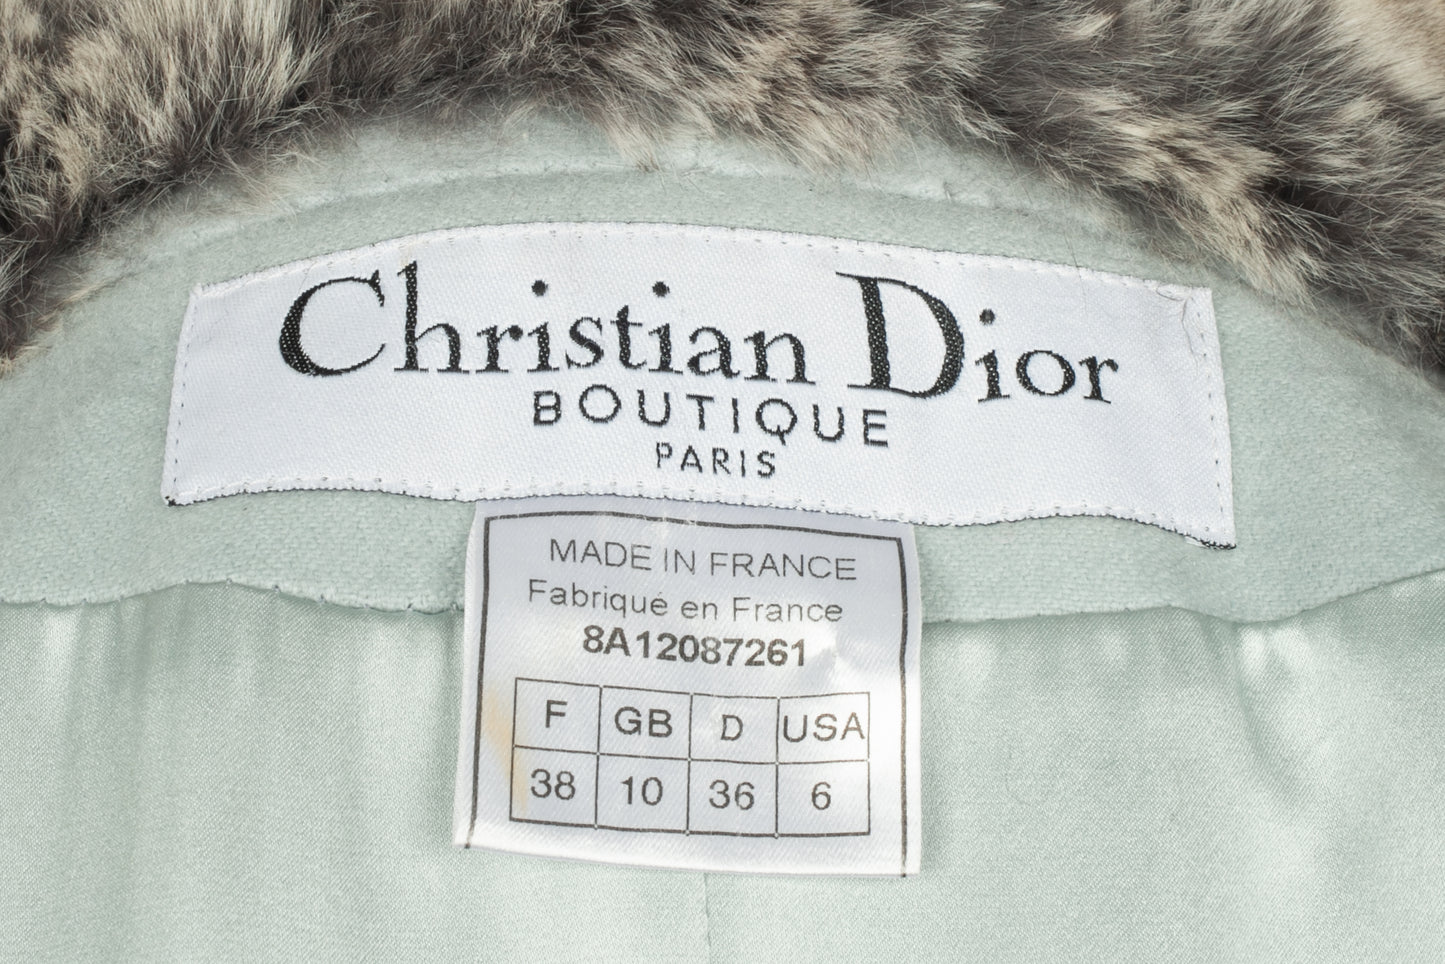 Christian Dior
BOUTIQUE
PARIS
MADE IN FRANCE
Fabriqué en France
8A12087261
F GB D USA
38 10 36 6